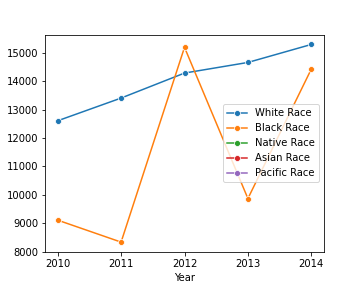 15000
14000
13000
12000
11000
10000
9000
8000
White Race
Black Race
Native Race
Asian Race
Pacific Race
2010 2011 2012 2013 2014
Year